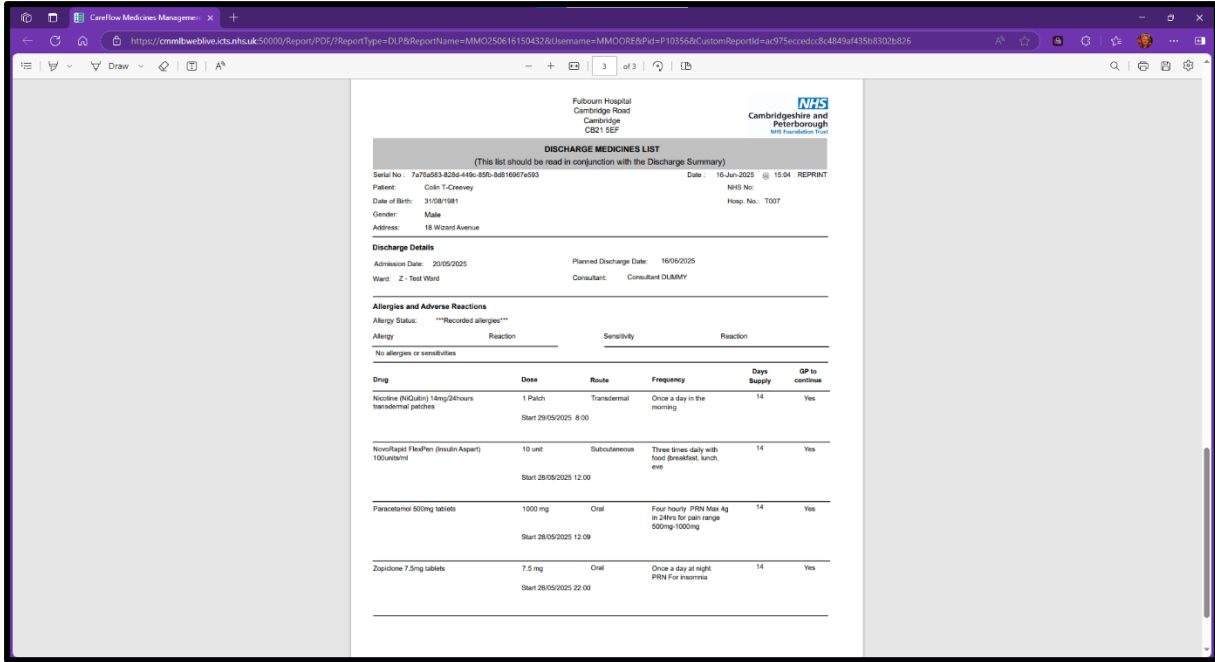 CareFlow Medicines Managemen
https://cmmlbweblive.icts.nhs.uk:50000/Report/PDF/?ReportType=DLP&ReportName=MMO250616150432&Username=MMOORE&Pid=P10356&CustomReportId=ac975eccedcc8c4849af435b8302b826
Draw
3 of 3
Fulbourn Hospital
Cambridge Road
Cambridge
CB21 5EF
NHS
Cambridgeshire and
Peterborough
NHS Foundation Trust
DISCHARGE MEDICINES LIST
(This list should be read in conjunction with the Discharge Summary)
Serial No : 7a76a583-828d-449c-85fb-8d816967e593 Date : 16-Jun-2025 @ 15:04 REPRINT
Patient: Colin T-Creevey NHS No:
Date of Birth: 31/08/1981 Hosp. No.: T007
Gender: Male
Address: 18 Wizard Avenue
Discharge Details
Admission Date: 20/05/2025 Planned Discharge Date: 16/06/2025
Ward: Z - Test Ward Consultant: Consultant DUMMY
Allergies and Adverse Reactions
Allergy Status: ***Recorded allergies***
Allergy Reaction Sensitivity Reaction
No allergies or sensitivities
Drug Dose Route Frequency Days Supply GP to continue
Nicotine (NiQuitin) 14mg/24hours 1 Patch Transdermal Once a day in the 14 Yes
transdermal patches morning
Start 29/05/2025 8:00
NovoRapid FlexPen (Insulin Aspart) 10 unit Subcutaneous Three times daily with 14 Yes
100units/ml food (breakfast, lunch,
eve
Start 28/05/2025 12:00
Paracetamol 500mg tablets 1000 mg Oral Four hourly PRN Max 4g 14 Yes
in 24hrs for pain range
500mg-1000mg
Start 28/05/2025 12:09
Zopiclone 7.5mg tablets 7.5 mg Oral Once a day at night 14 Yes
PRN For insomnia
Start 28/05/2025 22:00